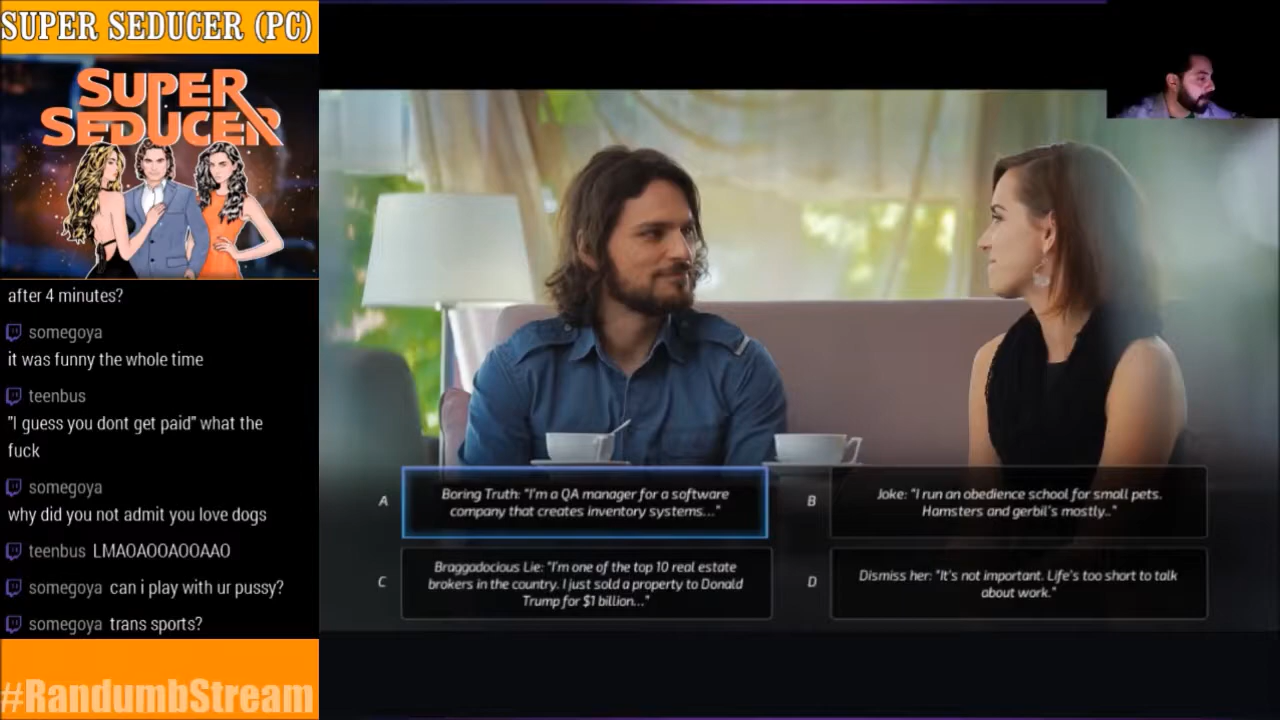 SUPER SEDUCER (PC)
SUPER
SEDUCER
after 4 minutes?
somegoya
it was funny the whole time
teenbus
"I guess you dont get paid" what the
fuck
somegoya
why did you not admit you love dogs
teenbus LMAOAOOAOOAAO
somegoya can i play with ur pussy?
somegoya trans sports?
#RandumbStream
A
Boring Truth: "I'm a QA manager for a software
company that creates inventory systems..."
B
Joke: "I run an obedience school for small pets.
Hamsters and gerbil's mostly.."
C
Braggadocious Lie: "I'm one of the top 10 real estate
brokers in the country. I just sold a property to Donald
Trump for $1 billion..."
D
Dismiss her: "It's not important. Life's too short to talk
about work."